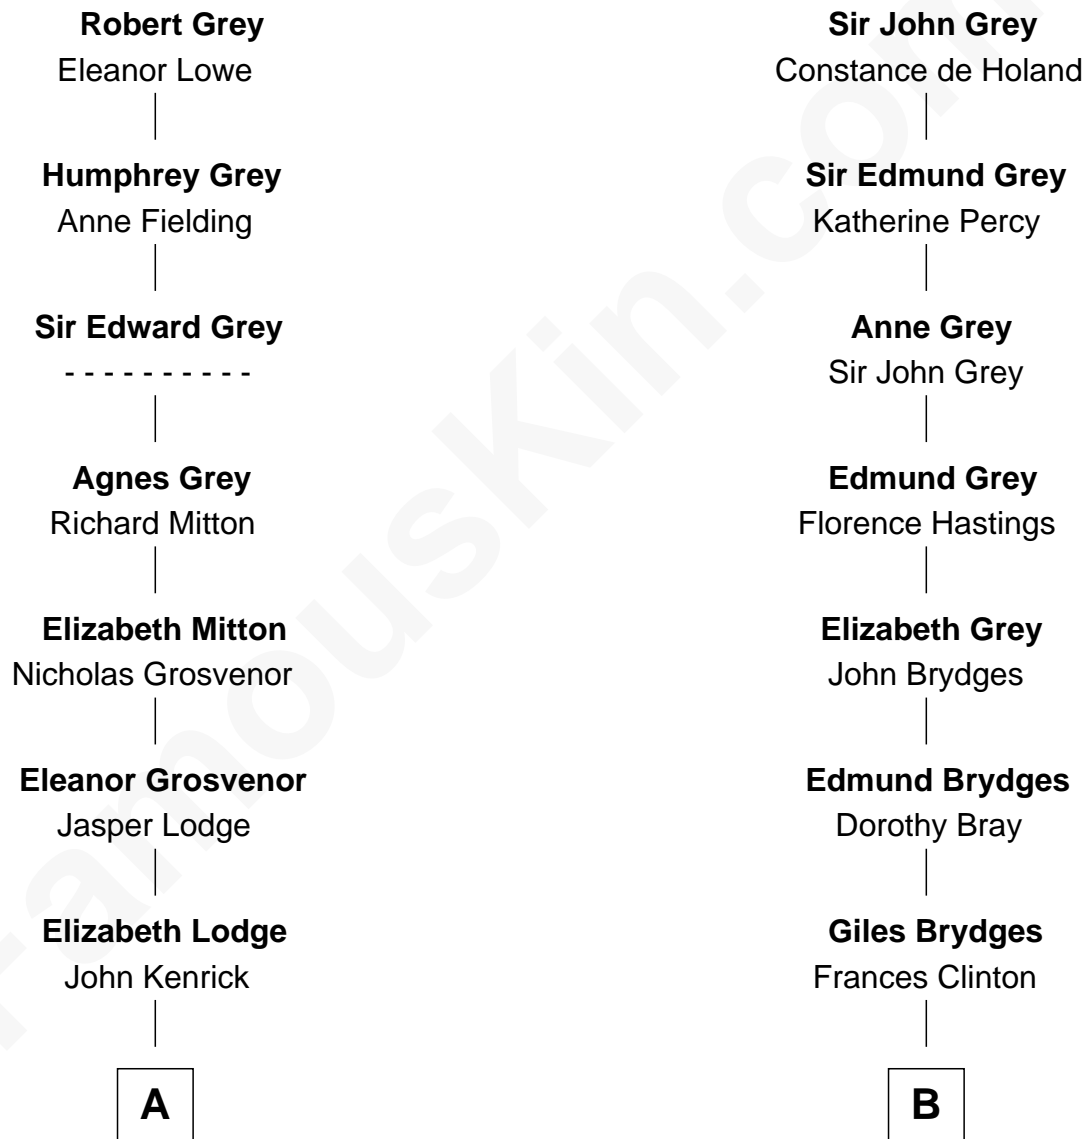 Robert Grey
Eleanor Lowe
Humphrey Grey
Anne Fielding
Sir Edward Grey
- - - - - - - - - -
Agnes Grey
Richard Mitton
Elizabeth Mitton
Nicholas Grosvenor
Eleanor Grosvenor
Jasper Lodge
Elizabeth Lodge
John Kenrick
A
Sir John Grey
Constance de Holand
Sir Edmund Grey
Katherine Percy
Anne Grey
Sir John Grey
Edmund Grey
Florence Hastings
Elizabeth Grey
John Brydges
Edmund Brydges
Dorothy Bray
Giles Brydges
Frances Clinton
B
FamousKin.com